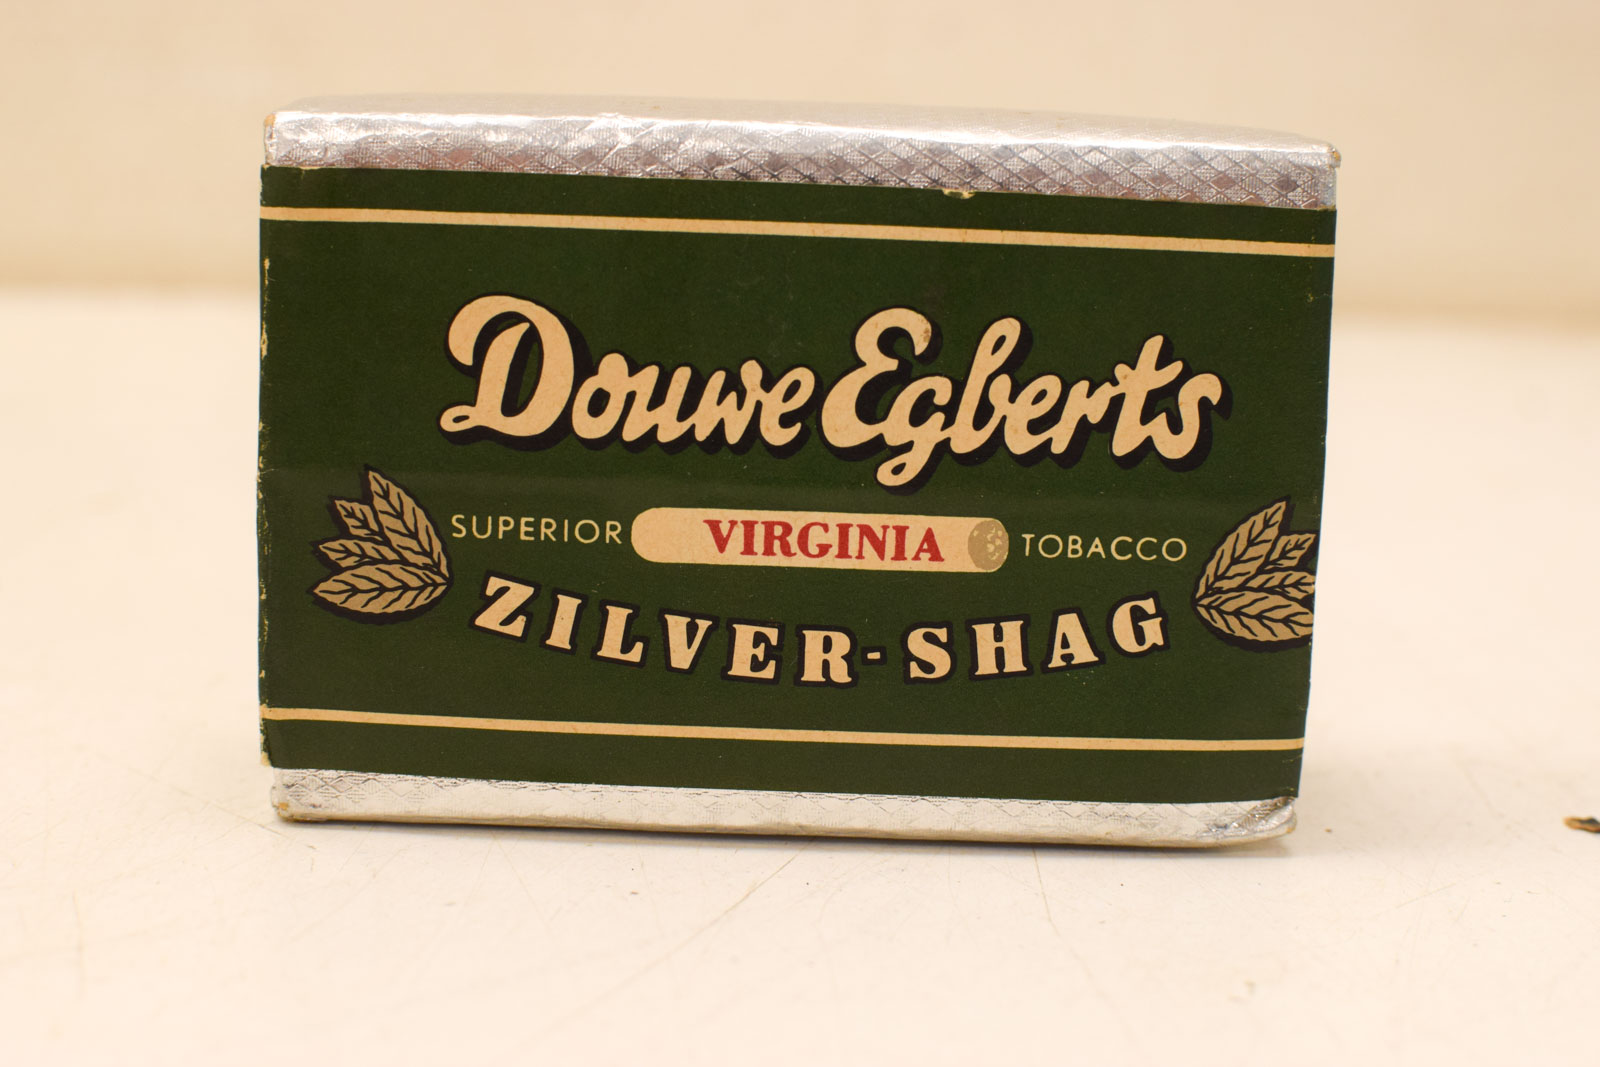 Douwe Egberts
SUPERIOR VIRGINIA TOBACCO
ZILVER-SHAG